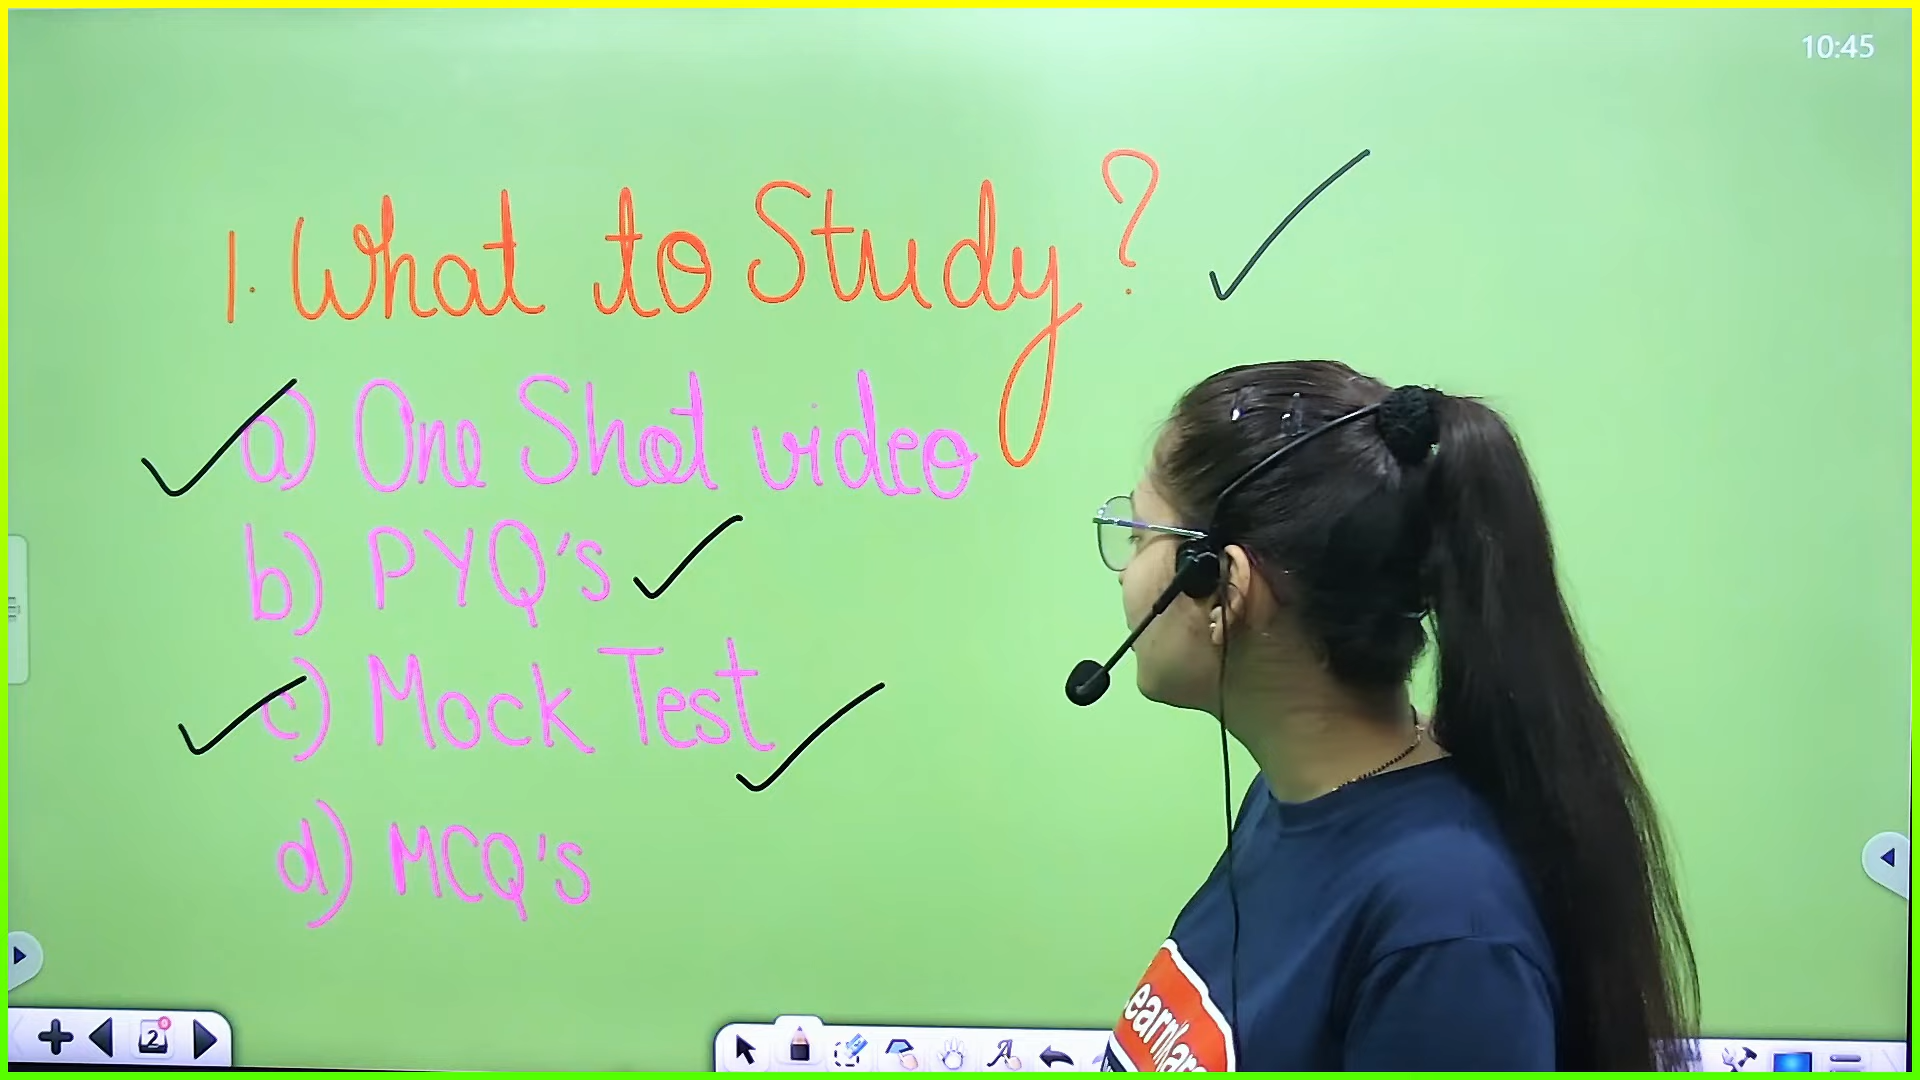 10:45
1. What to Study?
a) One Shot video
b) PYQ's
c) Mock Test
d) MCQ's
2